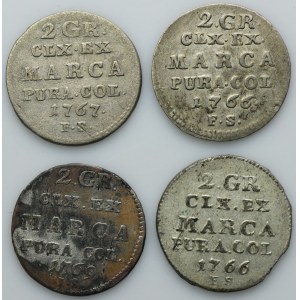 2 GR
CLX.EX
MARCA
PURA.COL
1767.
F.S.
2 GR.
CLX.EX.
MARCA
PURA.COL.
1766.
F.S.
2 GR.
CLX.EX
MARCA
PURA COL
2 GR
CLX.EX
MARCA
PURA.COL
1766
F.S